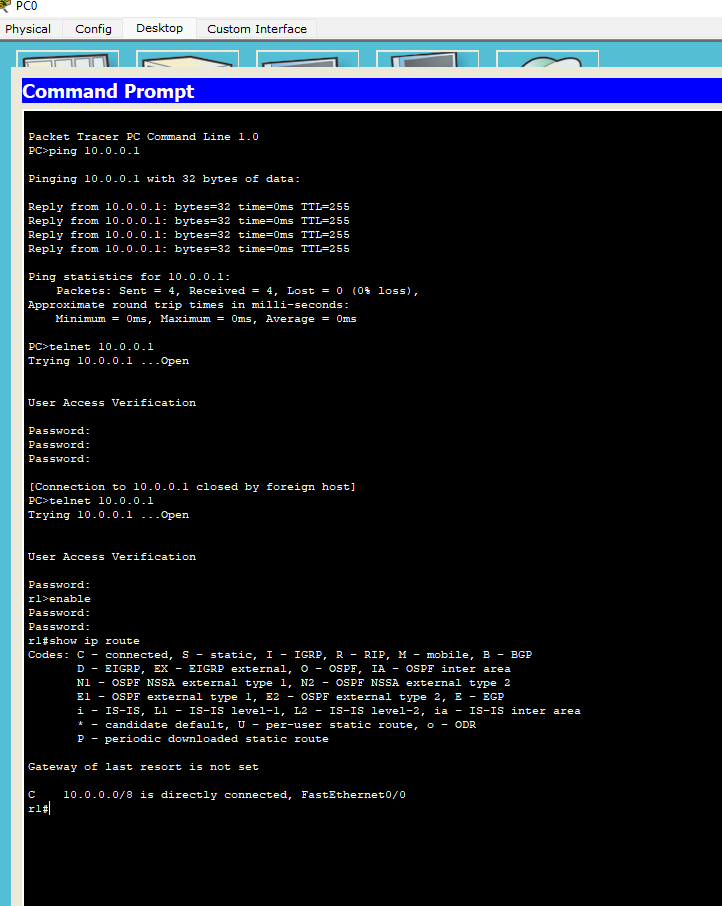 PC0
Physical Config Desktop Custom Interface
Command Prompt
Packet Tracer PC Command Line 1.0
PC>ping 10.0.0.1
Pinging 10.0.0.1 with 32 bytes of data:
Reply from 10.0.0.1: bytes=32 time=0ms TTL=255
Reply from 10.0.0.1: bytes=32 time=0ms TTL=255
Reply from 10.0.0.1: bytes=32 time=0ms TTL=255
Reply from 10.0.0.1: bytes=32 time=0ms TTL=255
Ping statistics for 10.0.0.1:
Packets: Sent = 4, Received = 4, Lost = 0 (0% loss),
Approximate round trip times in milli-seconds:
Minimum = 0ms, Maximum = 0ms, Average = 0ms
PC>telnet 10.0.0.1
Trying 10.0.0.1 ...Open
User Access Verification
Password:
Password:
Password:
[Connection to 10.0.0.1 closed by foreign host]
PC>telnet 10.0.0.1
Trying 10.0.0.1 ...Open
User Access Verification
Password:
r1>enable
Password:
Password:
r1#show ip route
Codes: C - connected, S - static, I - IGRP, R - RIP, M - mobile, B - BGP
D - EIGRP, EX - EIGRP external, O - OSPF, IA - OSPF inter area
N1 - OSPF NSSA external type 1, N2 - OSPF NSSA external type 2
E1 - OSPF external type 1, E2 - OSPF external type 2, E - EGP
i - IS-IS, L1 - IS-IS level-1, L2 - IS-IS level-2, ia - IS-IS inter area
* - candidate default, U - per-user static route, o - ODR
P - periodic downloaded static route
Gateway of last resort is not set
C 10.0.0.0/8 is directly connected, FastEthernet0/0
r1#